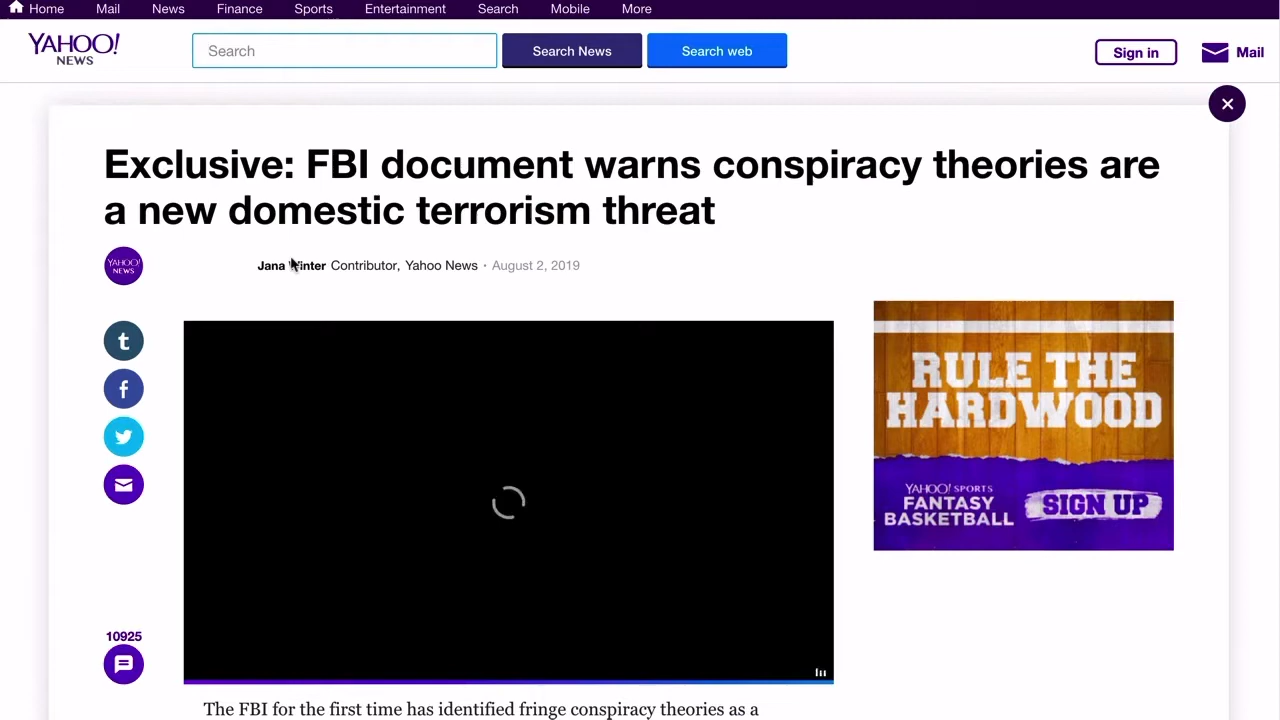 Home Mail News Finance Sports Entertainment Search Mobile More
YAHOO!
NEWS
Search
Search News
Search web
Sign in
Mail
Exclusive: FBI document warns conspiracy theories are
a new domestic terrorism threat
YAHOO!
NEWS
Jana Winter Contributor, Yahoo News · August 2, 2019
RULE THE
HARDWOOD
YAHOO! SPORTS
FANTASY
BASKETBALL
SIGN UP
10925
The FBI for the first time has identified fringe conspiracy theories as a